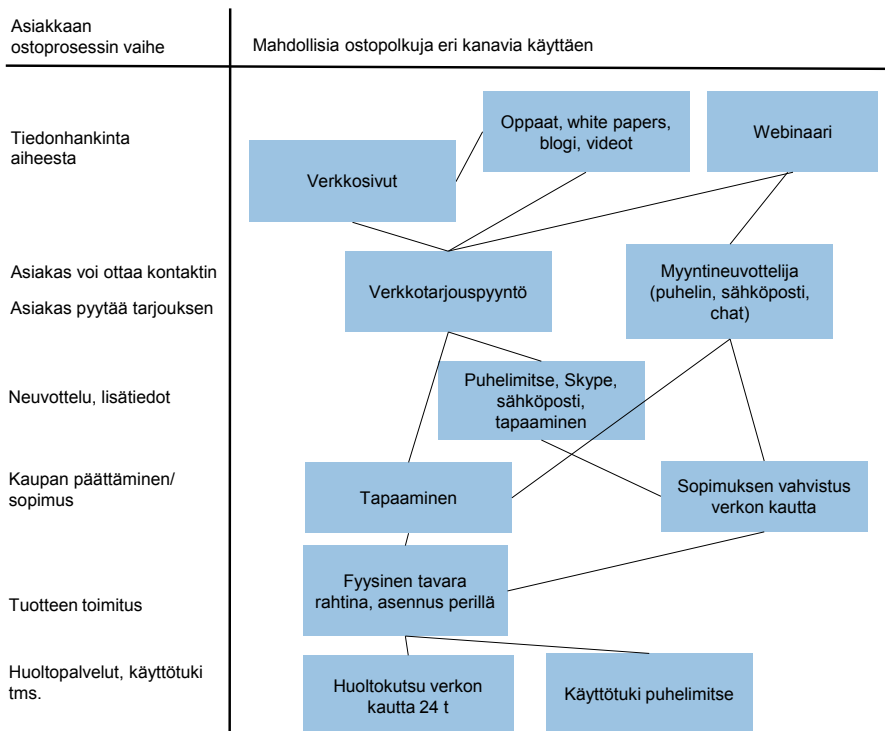 Asiakkaan
ostoprosessin vaihe
Mahdollisia ostopolkuja eri kanavia käyttäen
Tiedonhankinta
aiheesta
Verkkosivut
Oppaat, white papers,
blogi, videot
Webinaari
Asiakas voi ottaa kontaktin
Asiakas pyytää tarjouksen
Verkkotarjouspyyntö
Myyntineuvottelija
(puhelin, sähköposti,
chat)
Neuvottelu, lisätiedot
Puhelimitse, Skype,
sähköposti,
tapaaminen
Kaupan päättäminen/
sopimus
Tapaaminen
Sopimuksen vahvistus
verkon kautta
Tuotteen toimitus
Fyysinen tavara
rahtina, asennus perillä
Huoltopalvelut, käyttötuki
tms.
Huoltokutsu verkon
kautta 24 t
Käyttötuki puhelimitse